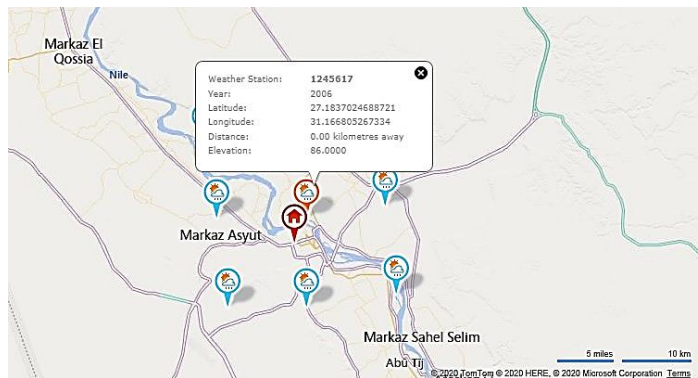 Markaz El
Qossia
Nile
Weather Station: 1245617
Year: 2006
Latitude: 27.1837024688721
Longitude: 31.166805267334
Distance: 0.00 kilometres away
Elevation: 86.0000
Markaz Asyut
Markaz Sahel Selim
Abu Tij
5 miles 10 km
© 2020 TomTom © 2020 HERE, © 2020 Microsoft Corporation Terms